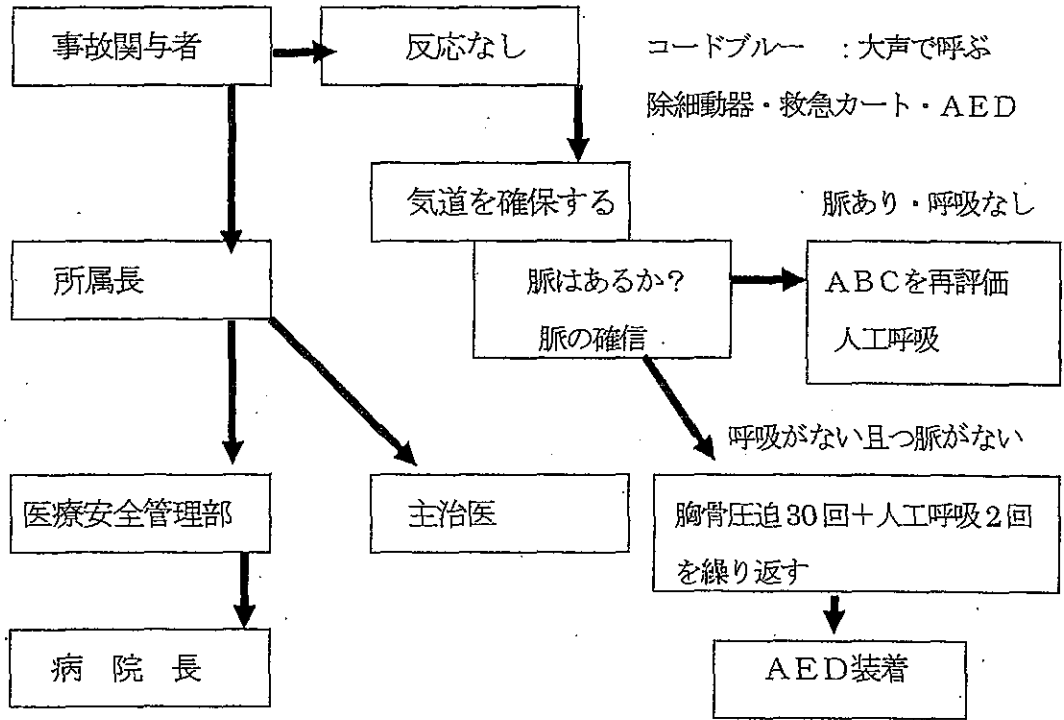 事故関与者
反応なし
コードブルー　：大声で呼ぶ
除細動器・救急カート・ＡＥＤ
気道を確保する
脈あり・呼吸なし
所属長
脈はあるか？
脈の確信
ＡＢＣを再評価
人工呼吸
呼吸がない且つ脈がない
医療安全管理部
主治医
胸骨圧迫30回＋人工呼吸2回
を繰り返す
病　院　長
ＡＥＤ装着